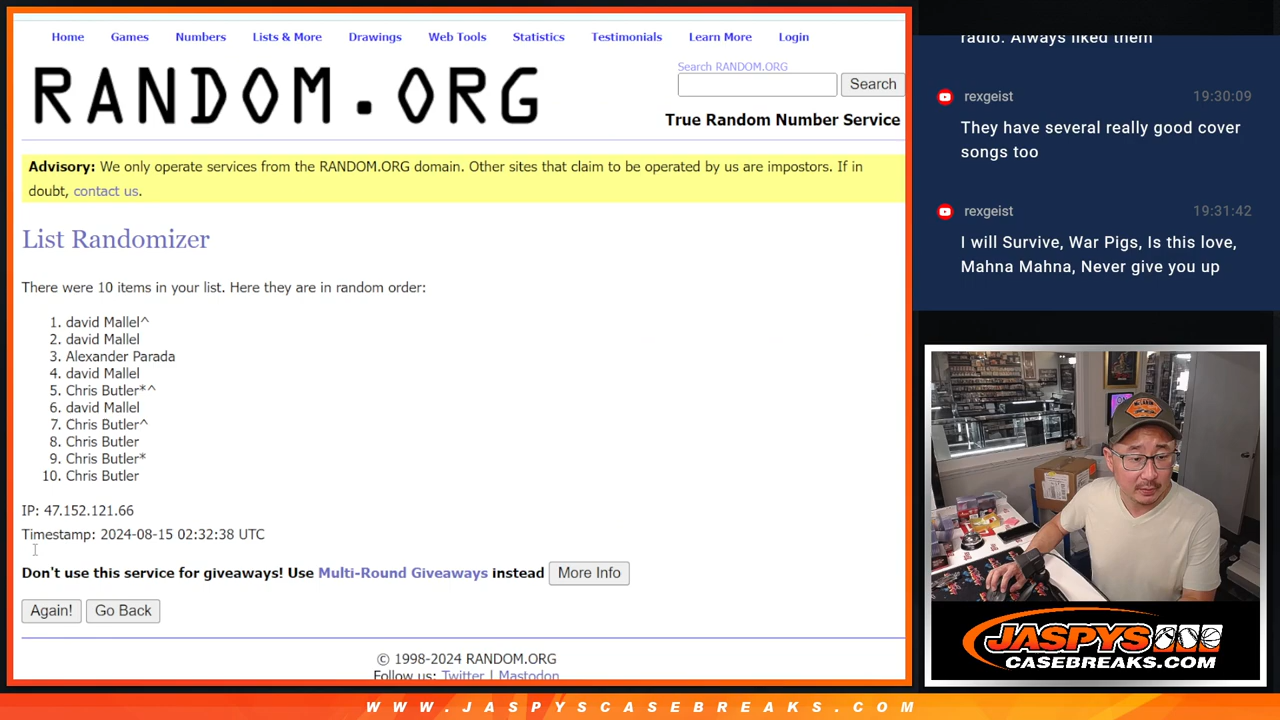 Home Games Numbers Lists & More Drawings Web Tools Statistics Testimonials Learn More Login
RANDOM.ORG
Search RANDOM.ORG
Search
True Random Number Service
Advisory: We only operate services from the RANDOM.ORG domain. Other sites that claim to be operated by us are impostors. If in
doubt, contact us.
List Randomizer
There were 10 items in your list. Here they are in random order:
1. david Mallel^
2. david Mallel
3. Alexander Parada
4. david Mallel
5. Chris Butler*^
6. david Mallel
7. Chris Butler^
8. Chris Butler
9. Chris Butler*
10. Chris Butler
IP: 47.152.121.66
Timestamp: 2024-08-15 02:32:38 UTC
Don't use this service for giveaways! Use Multi-Round Giveaways instead More Info
Again! Go Back
© 1998-2024 RANDOM.ORG
Follow us: Twitter | Mastodon
radio. Always liked them
rexgeist 19:30:09
They have several really good cover
songs too
rexgeist 19:31:42
I will Survive, War Pigs, Is this love,
Mahna Mahna, Never give you up
JASPYS
CASEBREAKS.COM
WWW.JASPYSCASEBREAKS.COM